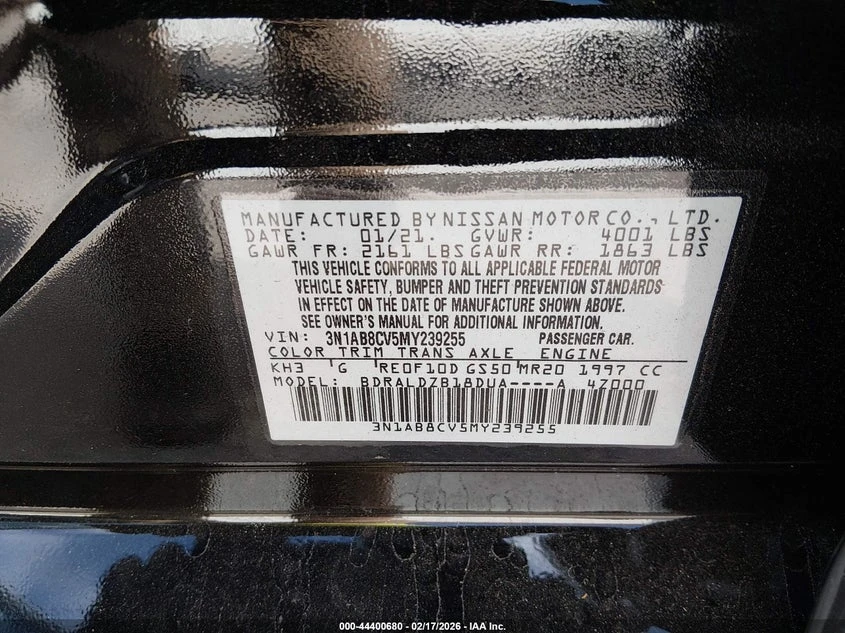 MANUFACTURED BY NISSAN MOTOR CO., LTD.
DATE: 01/21. GVWR: 4001 LBS
GAWR FR: 2161 LBS GAWR RR: 1863 LBS
THIS VEHICLE CONFORMS TO ALL APPLICABLE FEDERAL MOTOR
VEHICLE SAFETY, BUMPER AND THEFT PREVENTION STANDARDS
IN EFFECT ON THE DATE OF MANUFACTURE SHOWN ABOVE.
SEE OWNER'S MANUAL FOR ADDITIONAL INFORMATION.
VIN: 3N1AB8CV5MY239255 PASSENGER CAR.
COLOR TRIM TRANS AXLE ENGINE
KH3 G RE0F10D GS50 MR20 1997 CC
MODEL: BDRALDZB18DUA----A 47000
3N1AB8CV5MY239255
000-44400680 - 02/17/2026 - IAA Inc.